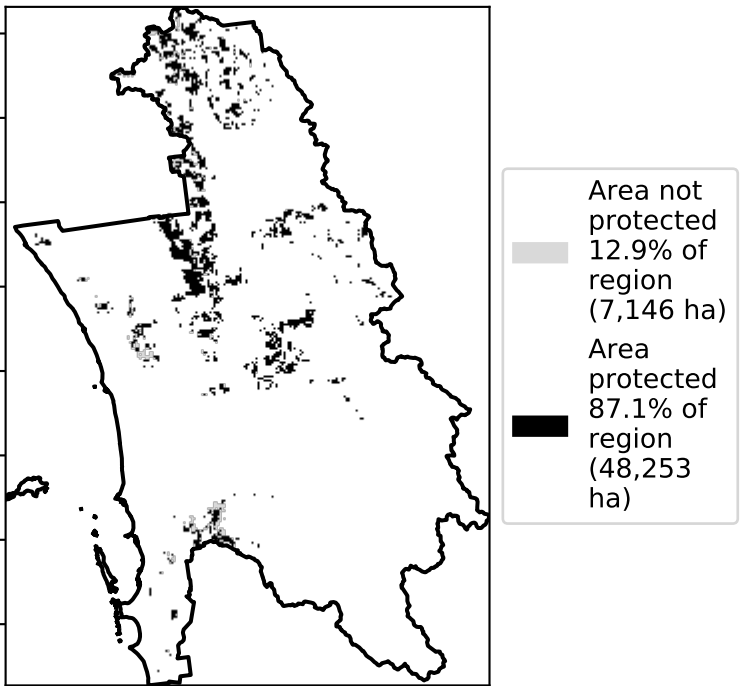 Area not
protected
12.9% of
region
(7,146 ha)
Area
protected
87.1% of
region
(48,253
ha)